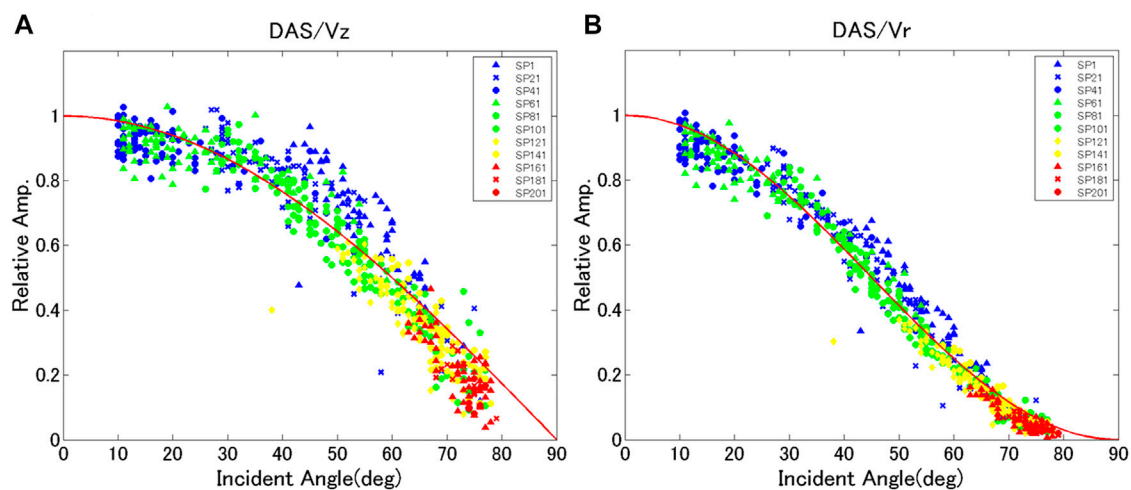 A
DAS/Vz
Relative Amp.
1
0.8
0.6
0.4
0.2
0
0 10 20 30 40 50 60 70 80 90
Incident Angle(deg)
SP1
SP21
SP41
SP61
SP81
SP101
SP121
SP141
SP161
SP181
SP201
B
DAS/Vr
Relative Amp.
1
0.8
0.6
0.4
0.2
0
0 10 20 30 40 50 60 70 80 90
Incident Angle(deg)
SP1
SP21
SP41
SP61
SP81
SP101
SP121
SP141
SP161
SP181
SP201